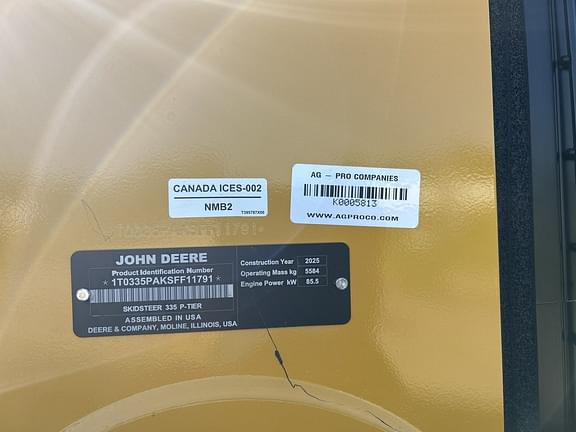 CANADA ICES-002
NMB2
T395787X00
AG – PRO COMPANIES
K0005813
WWW.AGPROCO.COM
*1T0335PAKSFF11791*
JOHN DEERE
Product Identification Number
*1T0335PAKSFF11791*
SKIDSTEER 335 P-TIER
ASSEMBLED IN USA
DEERE & COMPANY, MOLINE, ILLINOIS, USA
Construction Year 2025
Operating Mass kg 5584
Engine Power kW 85.5